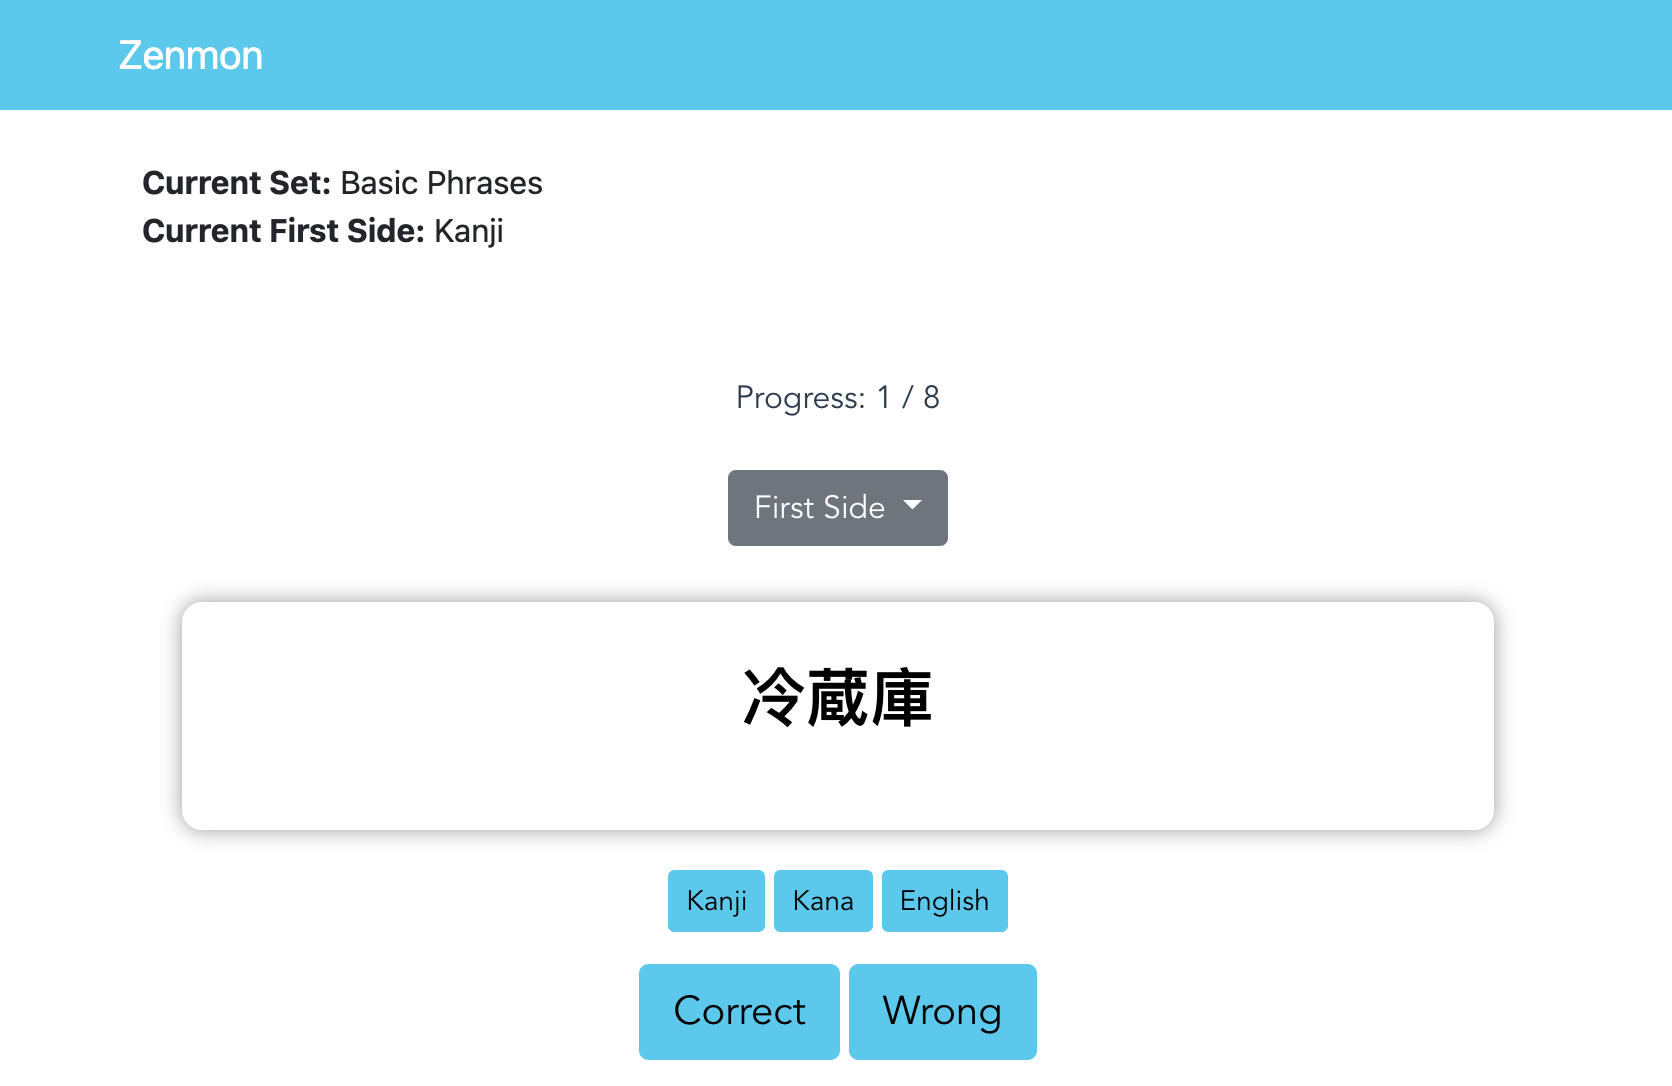 Zenmon
Current Set: Basic Phrases
Current First Side: Kanji
Progress: 1 / 8
First Side
冷蔵庫
Kanji Kana English
Correct Wrong